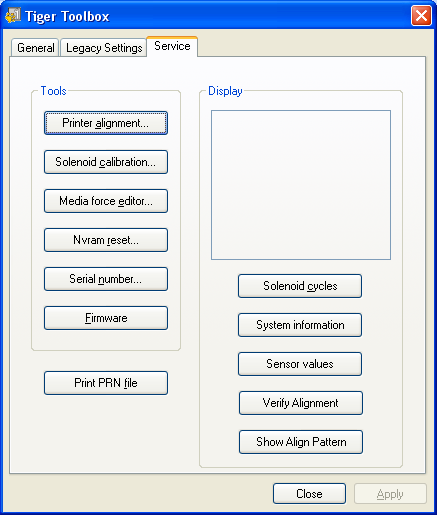 Tiger Toolbox
General
Legacy Settings
Service
Tools
Printer alignment...
Solenoid calibration...
Media force editor...
Nvram reset...
Serial number...
Firmware
Print PRN file
Display
Solenoid cycles
System information
Sensor values
Verify Alignment
Show Align Pattern
Close
Apply